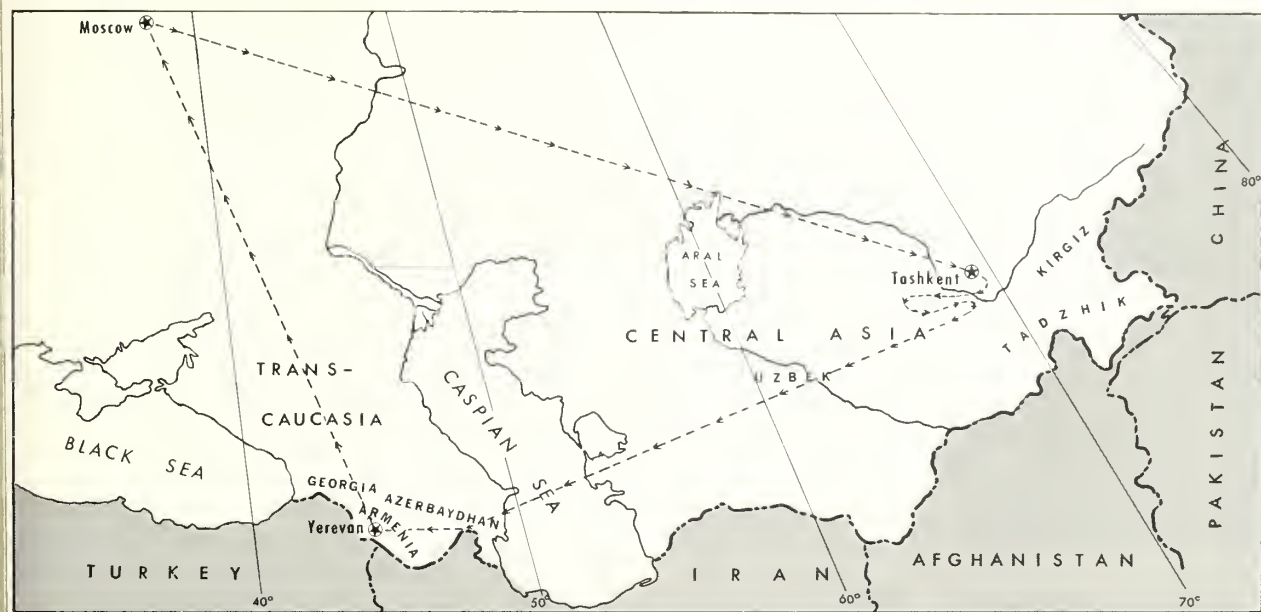 Moscow
CHINA
80°
ARAL
SEA
Tashkent
KIRGIZ
TADZHIK
CENTRAL ASIA
UZBEK
TRANS-
CAUCASIA
CASPIAN SEA
BLACK SEA
PAKISTAN
GEORGIA AZERBAYDHAN
ARMENIA
Yerevan
TURKEY
IRAN
AFGHANISTAN
40°
50°
60°
70°